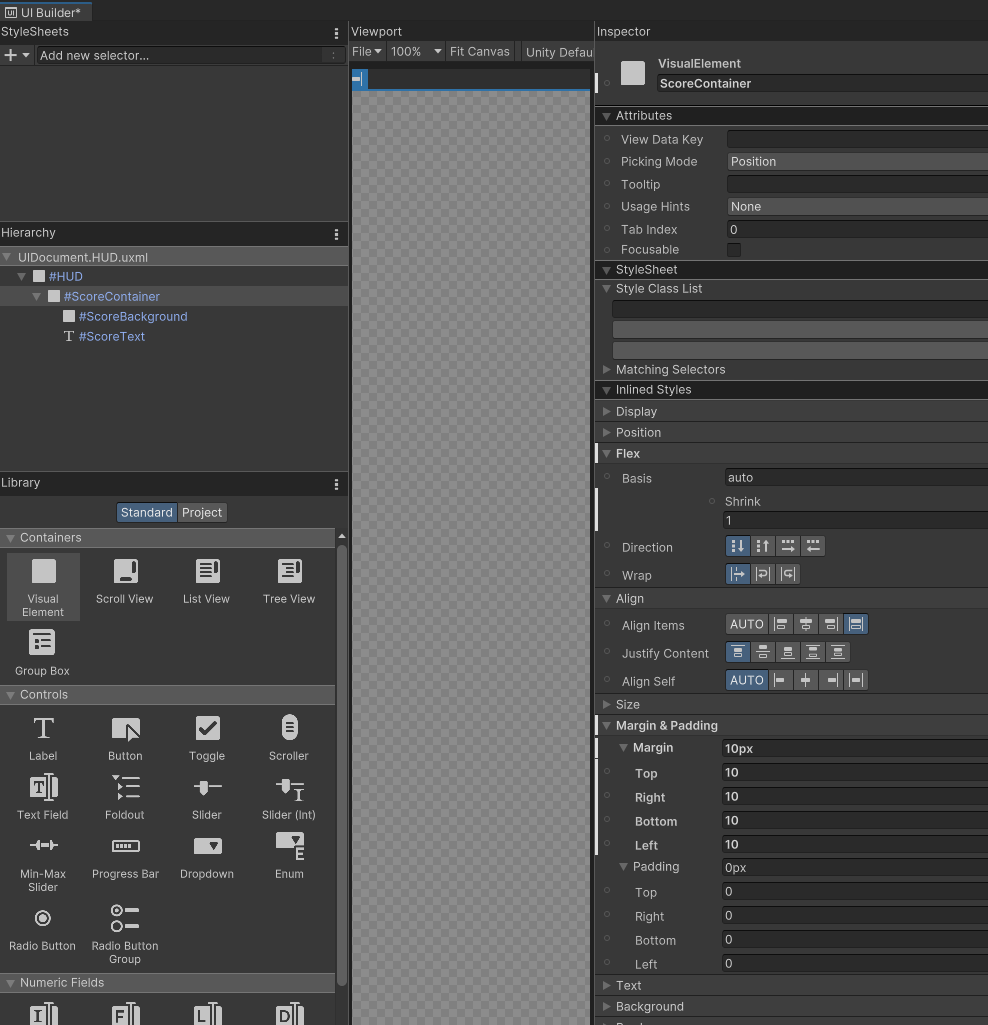 UI Builder*
StyleSheets
Add new selector...
Hierarchy
UIDocument.HUD.uxml
#HUD
#ScoreContainer
#ScoreBackground
#ScoreText
Library
Standard Project
Containers
Visual Element
Scroll View
List View
Tree View
Group Box
Controls
Label
Button
Toggle
Scroller
Text Field
Foldout
Slider
Slider (Int)
Min-Max Slider
Progress Bar
Dropdown
Enum
Radio Button
Radio Button Group
Numeric Fields
Viewport
File 100% Fit Canvas Unity Defau
Inspector
VisualElement
ScoreContainer
Attributes
View Data Key
Picking Mode Position
Tooltip
Usage Hints None
Tab Index 0
Focusable
StyleSheet
Style Class List
Matching Selectors
Inlined Styles
Display
Position
Flex
Basis auto
Shrink
1
Direction
Wrap
Align
Align Items AUTO
Justify Content
Align Self AUTO
Size
Margin & Padding
Margin 10px
Top 10
Right 10
Bottom 10
Left 10
Padding 0px
Top 0
Right 0
Bottom 0
Left 0
Text
Background